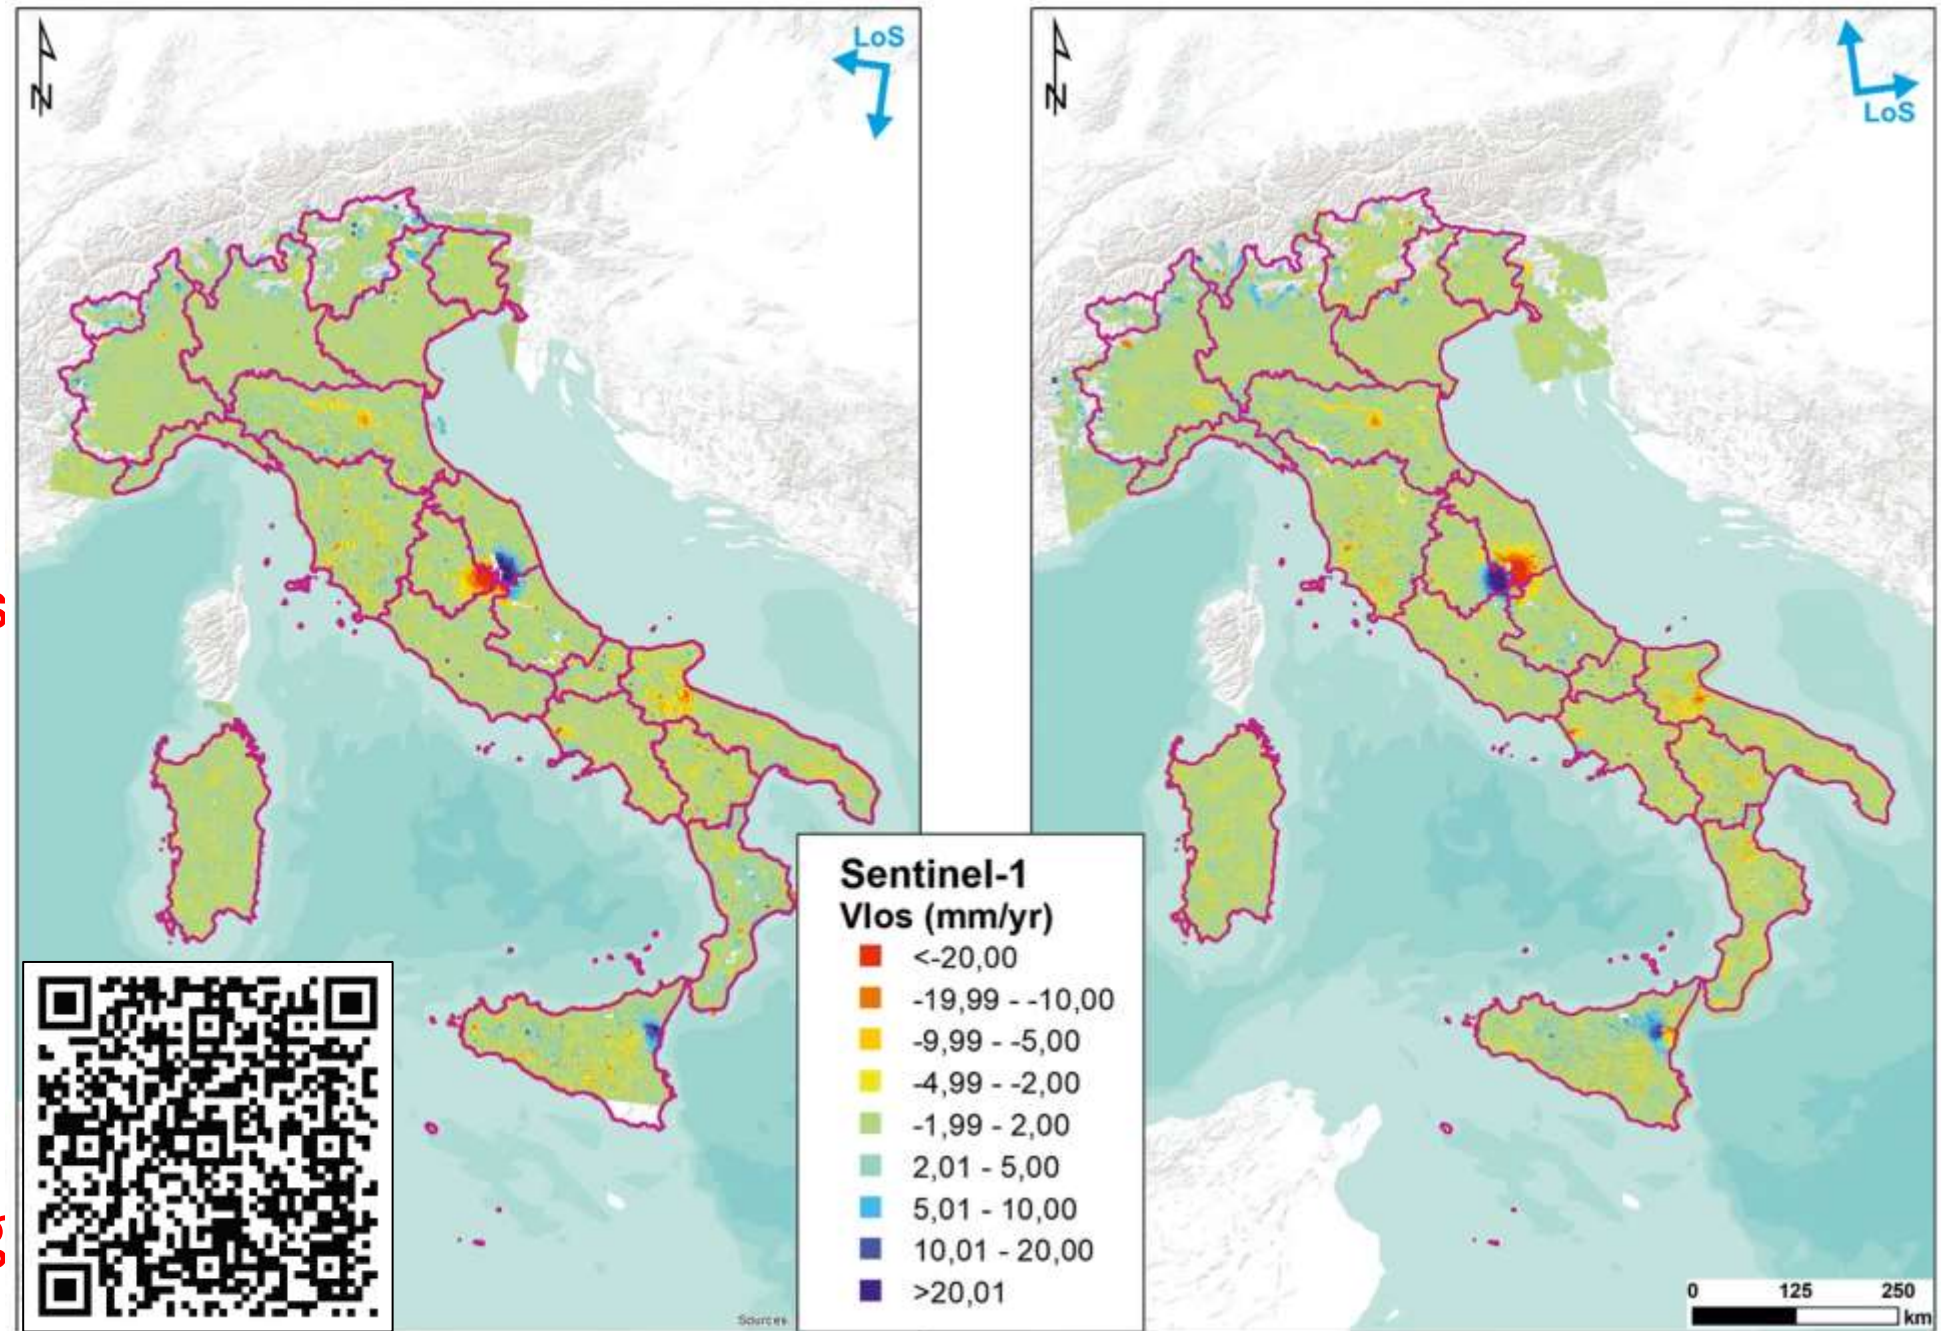 LoS
N
LoS
N
Sentinel-1
Vlos (mm/yr)
<-20,00
-19,99 - -10,00
-9,99 - -5,00
-4,99 - -2,00
-1,99 - 2,00
2,01 - 5,00
5,01 - 10,00
10,01 - 20,00
>20,01
Sources
0 125 250
km